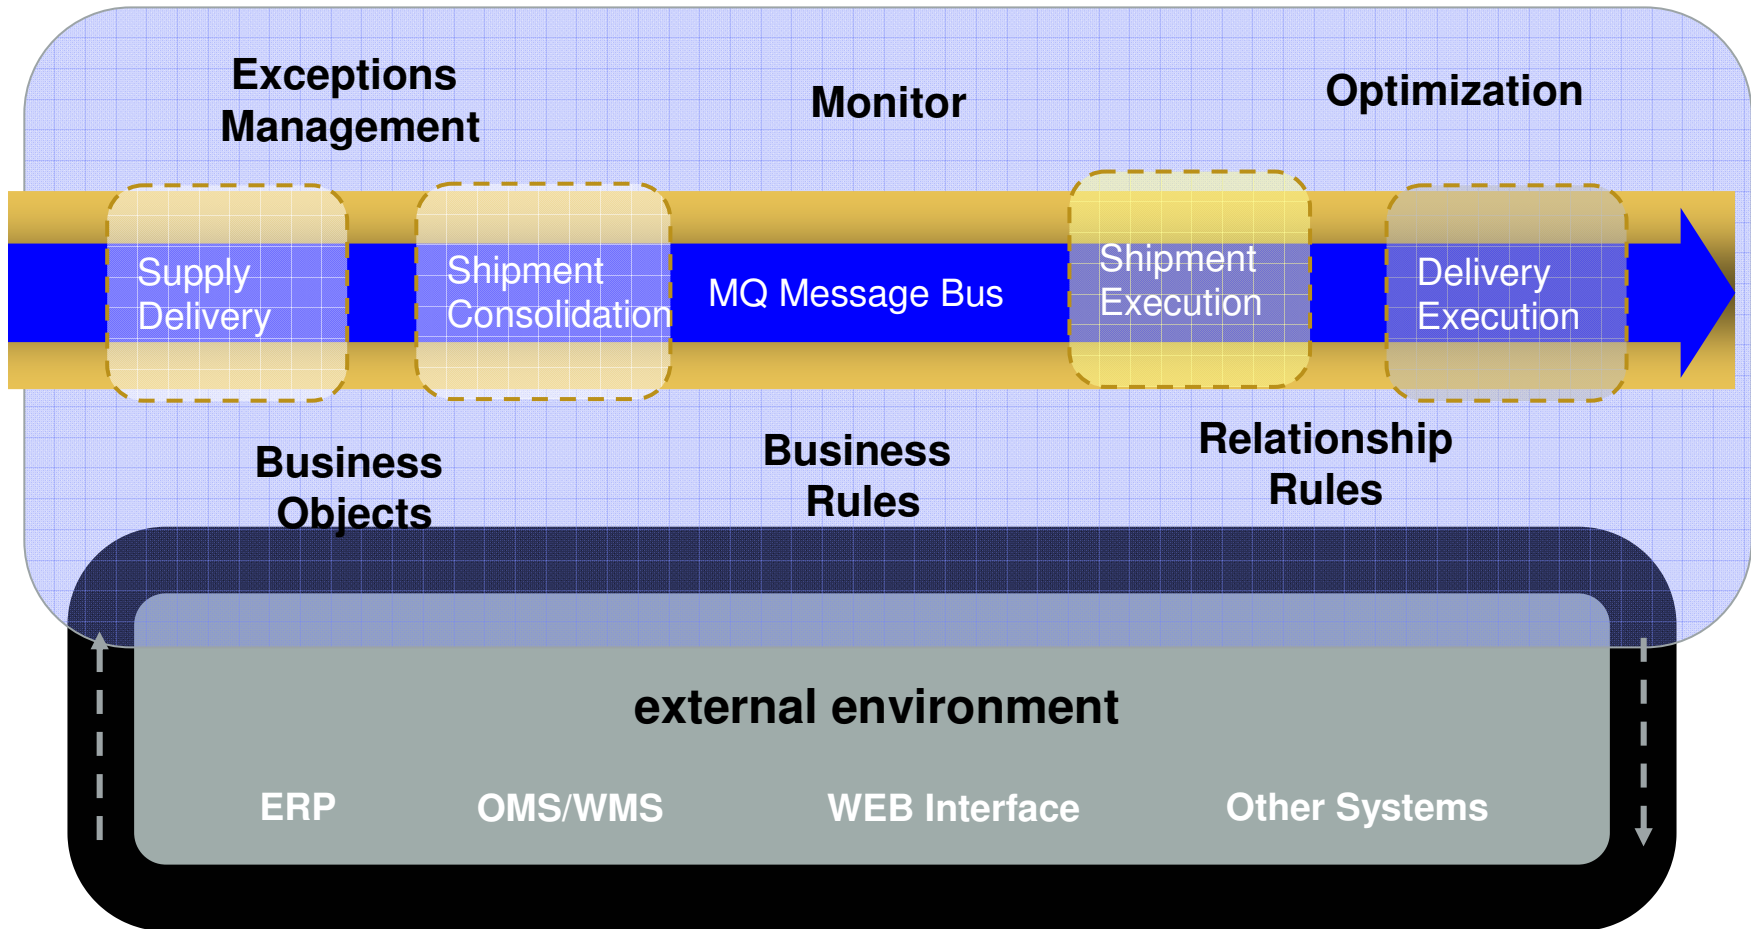 Exceptions
Management
Monitor
Optimization
Supply
Delivery
Shipment
Consolidation
MQ Message Bus
Shipment
Execution
Delivery
Execution
Business
Objects
Business
Rules
Relationship
Rules
external environment
ERP
OMS/WMS
WEB Interface
Other Systems